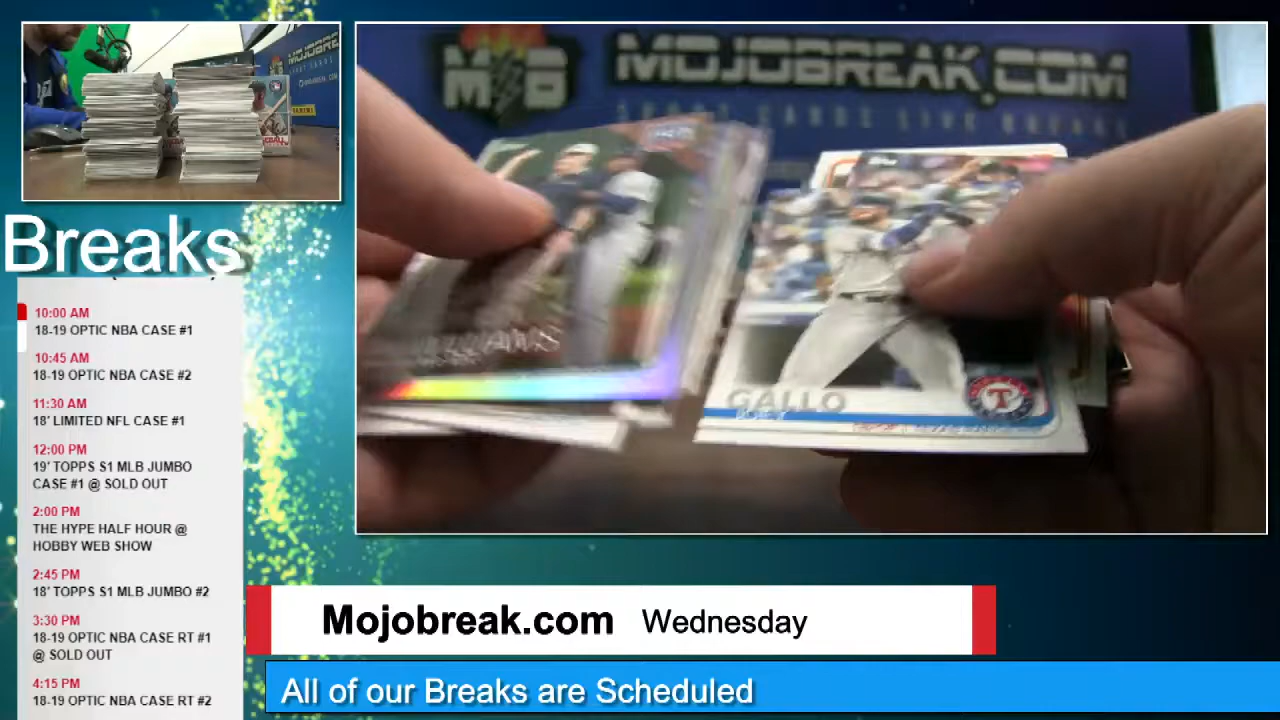 MOJOBREAK.COM
MOJOBREAK.COM
Breaks
10:00 AM
18-19 OPTIC NBA CASE #1
10:45 AM
18-19 OPTIC NBA CASE #2
11:30 AM
18' LIMITED NFL CASE #1
12:00 PM
19' TOPPS S1 MLB JUMBO
CASE #1 @ SOLD OUT
2:00 PM
THE HYPE HALF HOUR @
HOBBY WEB SHOW
2:45 PM
18' TOPPS S1 MLB JUMBO #2
3:30 PM
18-19 OPTIC NBA CASE RT #1
@ SOLD OUT
4:15 PM
18-19 OPTIC NBA CASE RT #2
GALLO
JOEY
T
Mojobreak.com Wednesday
All of our Breaks are Scheduled